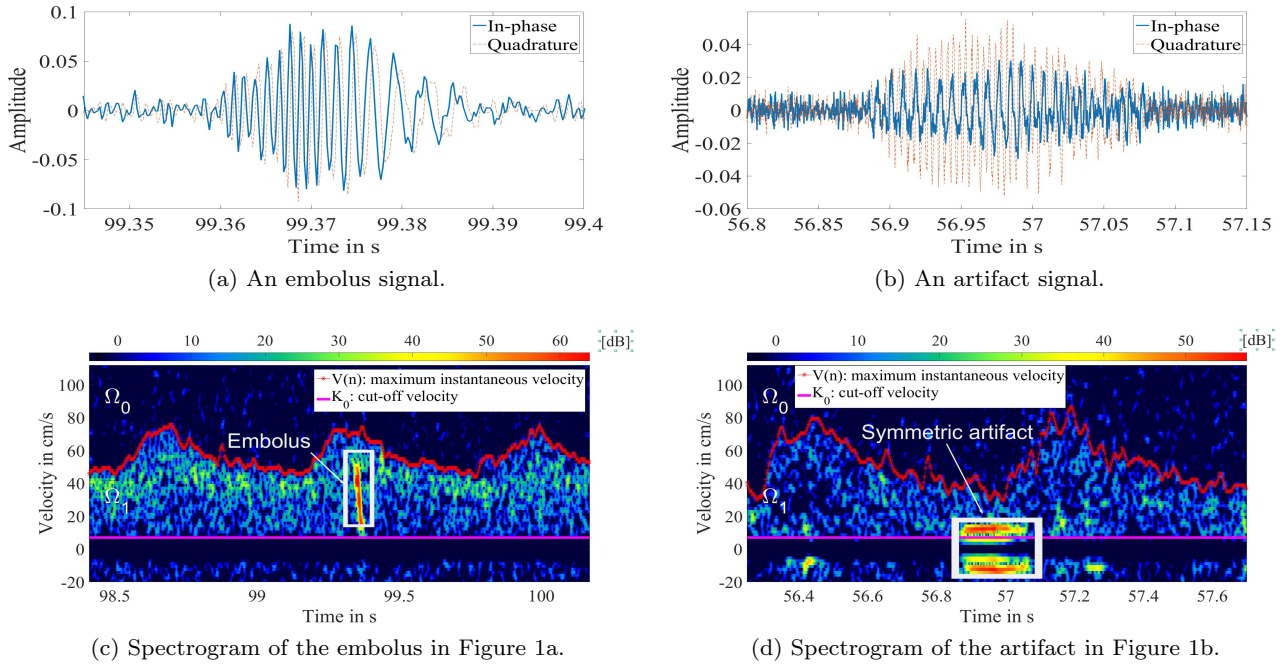 In-phase
Quadrature
0.1
0.05
0
-0.05
-0.1
Amplitude
99.35 99.36 99.37 99.38 99.39 99.4
Time in s
(a) An embolus signal.
In-phase
Quadrature
0.04
0.02
0
-0.02
-0.04
-0.06
Amplitude
56.8 56.85 56.9 56.95 57 57.05 57.1 57.15
Time in s
(b) An artifact signal.
0 10 20 30 40 50 60 [dB]
V(n): maximum instantaneous velocity
K0: cut-off velocity
100
80
60
40
20
0
-20
Velocity in cm/s
Ω0
Embolus
Ω1
98.5 99 99.5 100
Time in s
(c) Spectrogram of the embolus in Figure 1a.
0 10 20 30 40 50 [dB]
V(n): maximum instantaneous velocity
K0: cut-off velocity
100
80
60
40
20
0
-20
Velocity in cm/s
Ω0
Symmetric artifact
Ω1
56.4 56.6 56.8 57 57.2 57.4 57.6
Time in s
(d) Spectrogram of the artifact in Figure 1b.